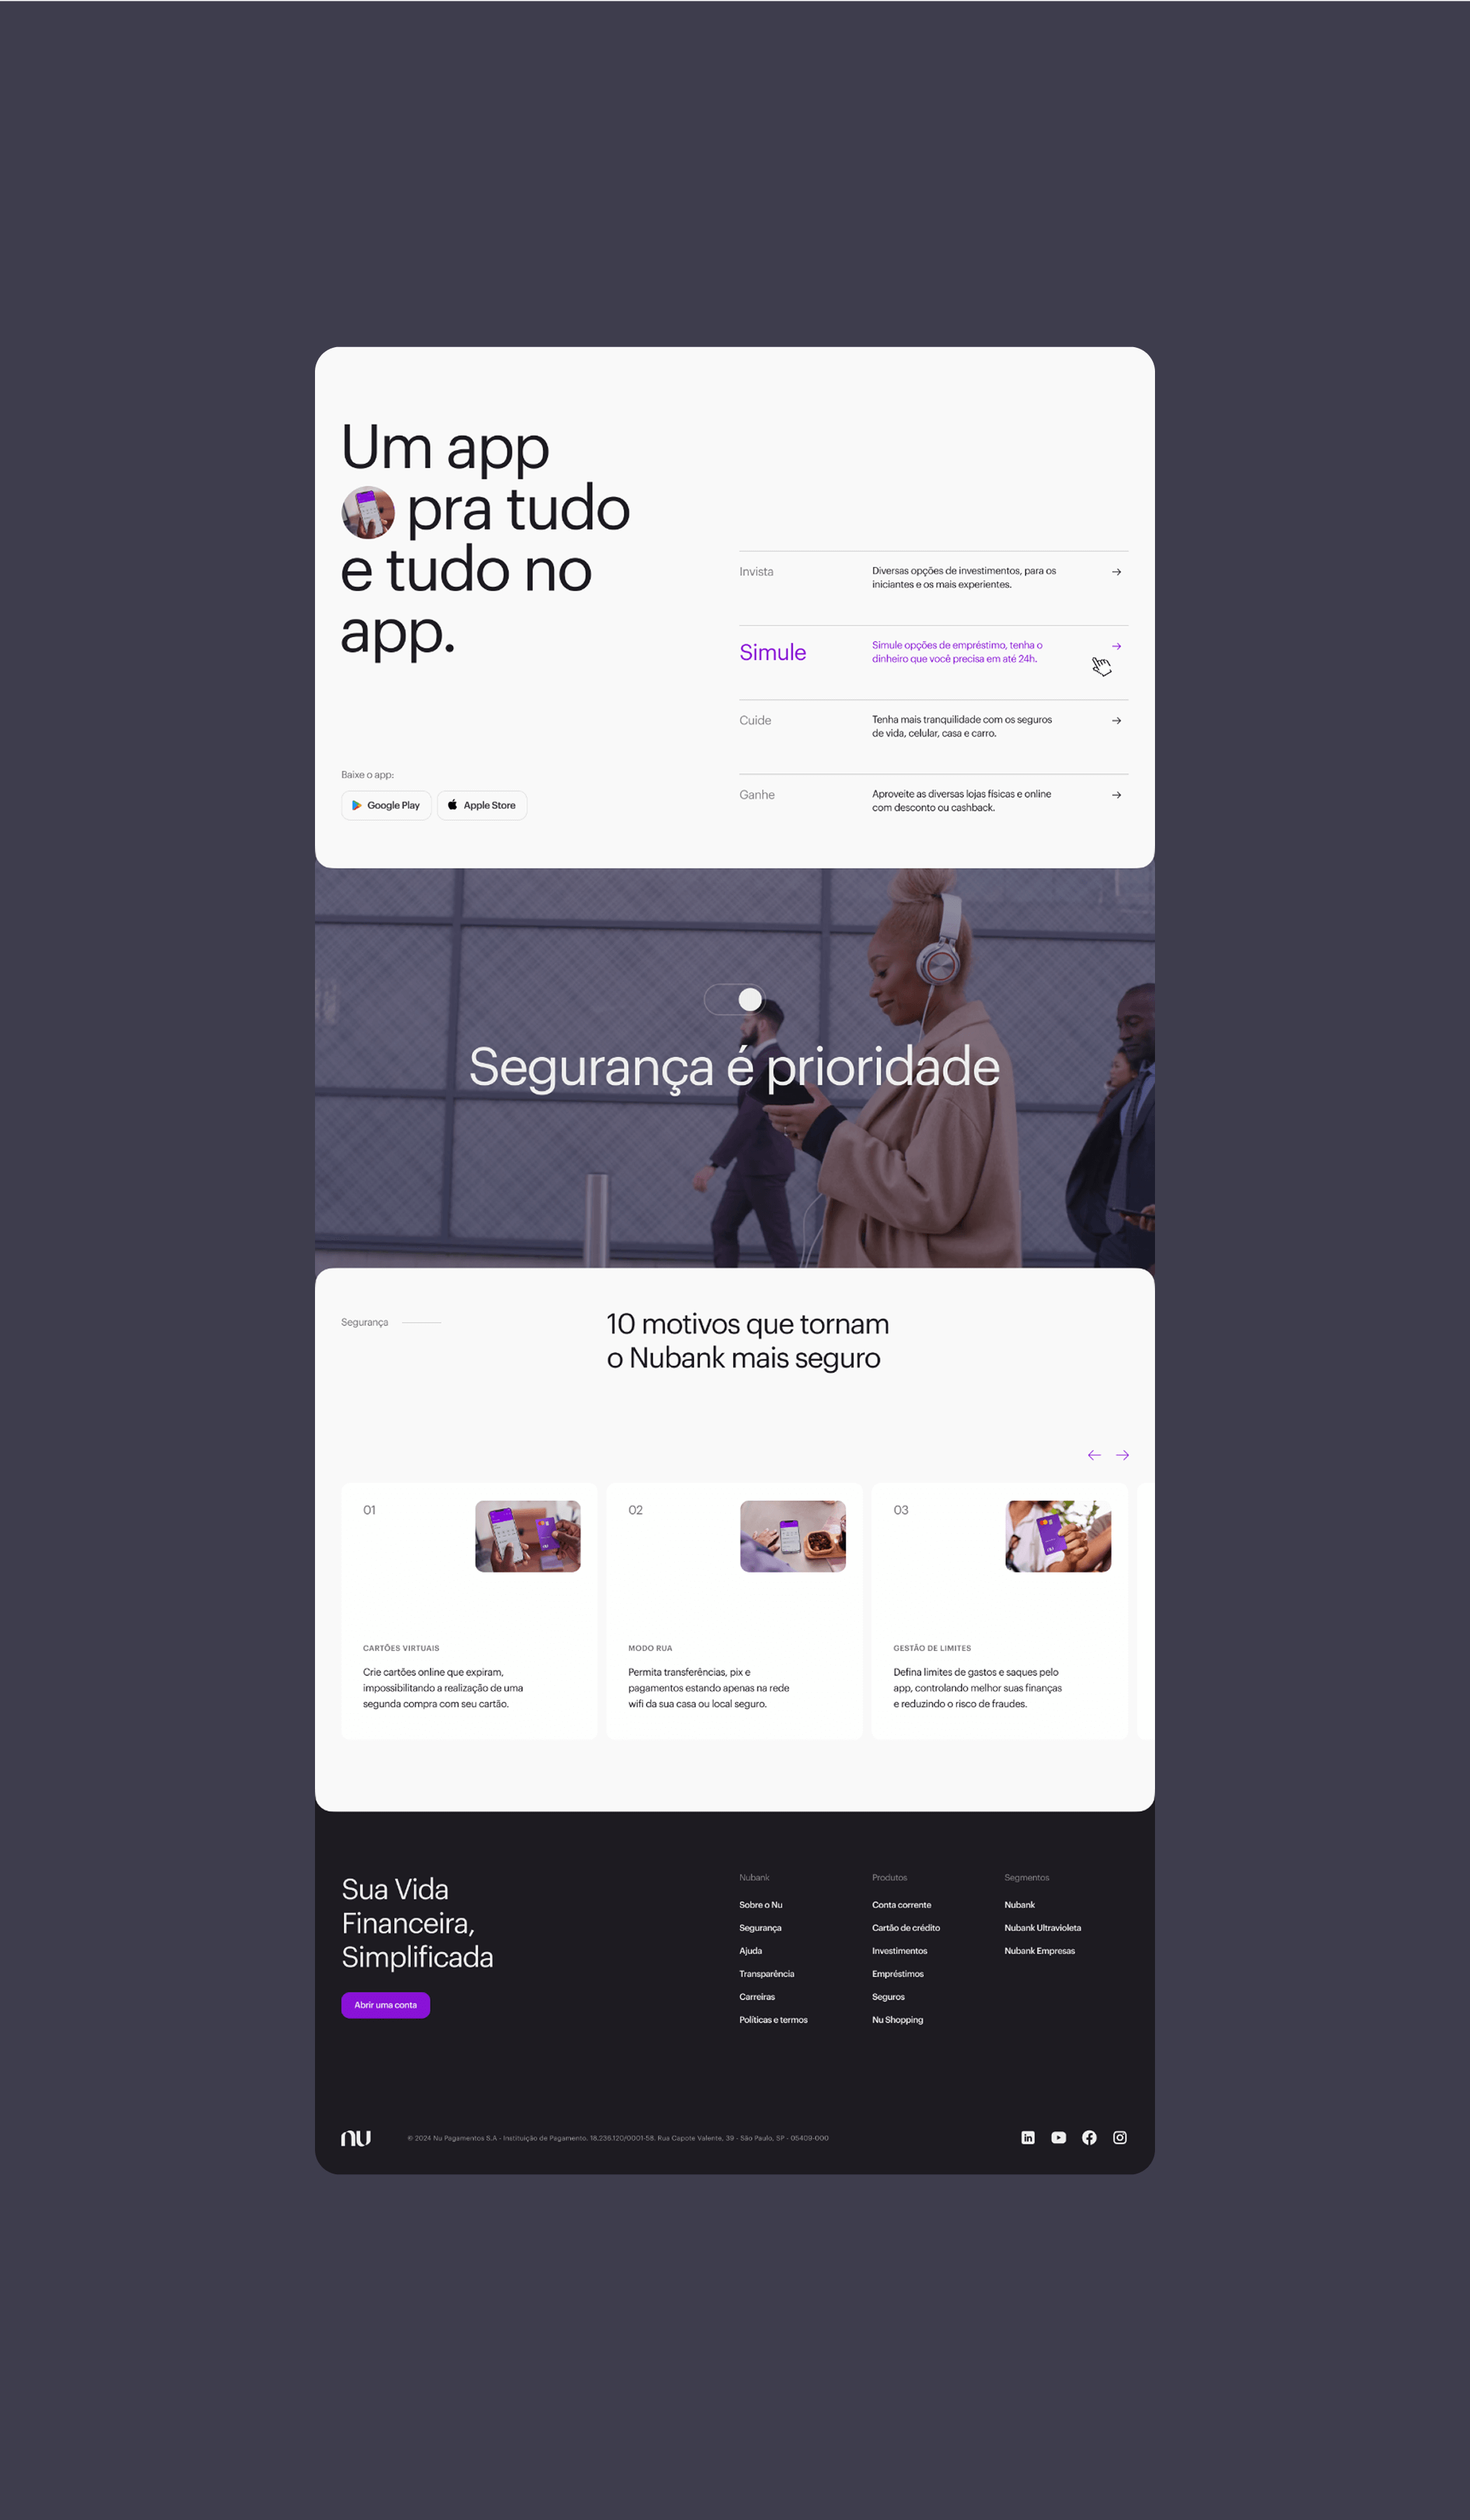 Um app
pra tudo
e tudo no
app.
Baixe o app:
Google Play
Apple Store
Invista
Diversas opções de investimentos, para os
iniciantes e os mais experientes.
Simule
Simule opções de empréstimo, tenha o
dinheiro que você precisa em até 24h.
Cuide
Tenha mais tranquilidade com os seguros
de vida, celular, casa e carro.
Ganhe
Aproveite as diversas lojas físicas e online
com desconto ou cashback.
Segurança é prioridade
Segurança
10 motivos que tornam
o Nubank mais seguro
01
CARTÕES VIRTUAIS
Crie cartões online que expiram,
impossibilitando a realização de uma
segunda compra com seu cartão.
02
MODO RUA
Permita transferências, pix e
pagamentos estando apenas na rede
wifi da sua casa ou local seguro.
03
GESTÃO DE LIMITES
Defina limites de gastos e saques pelo
app, controlando melhor suas finanças
e reduzindo o risco de fraudes.
Sua Vida
Financeira,
Simplificada
Abrir uma conta
Nubank
Sobre o Nu
Segurança
Ajuda
Transparência
Carreiras
Políticas e termos
Produtos
Conta corrente
Cartão de crédito
Investimentos
Empréstimos
Seguros
Nu Shopping
Segmentos
Nubank
Nubank Ultravioleta
Nubank Empresas
nu
© 2024 Nu Pagamentos S.A - Instituição de Pagamento. 18.236.120/0001-58. Rua Capote Valente, 39 - São Paulo, SP - 05409-000